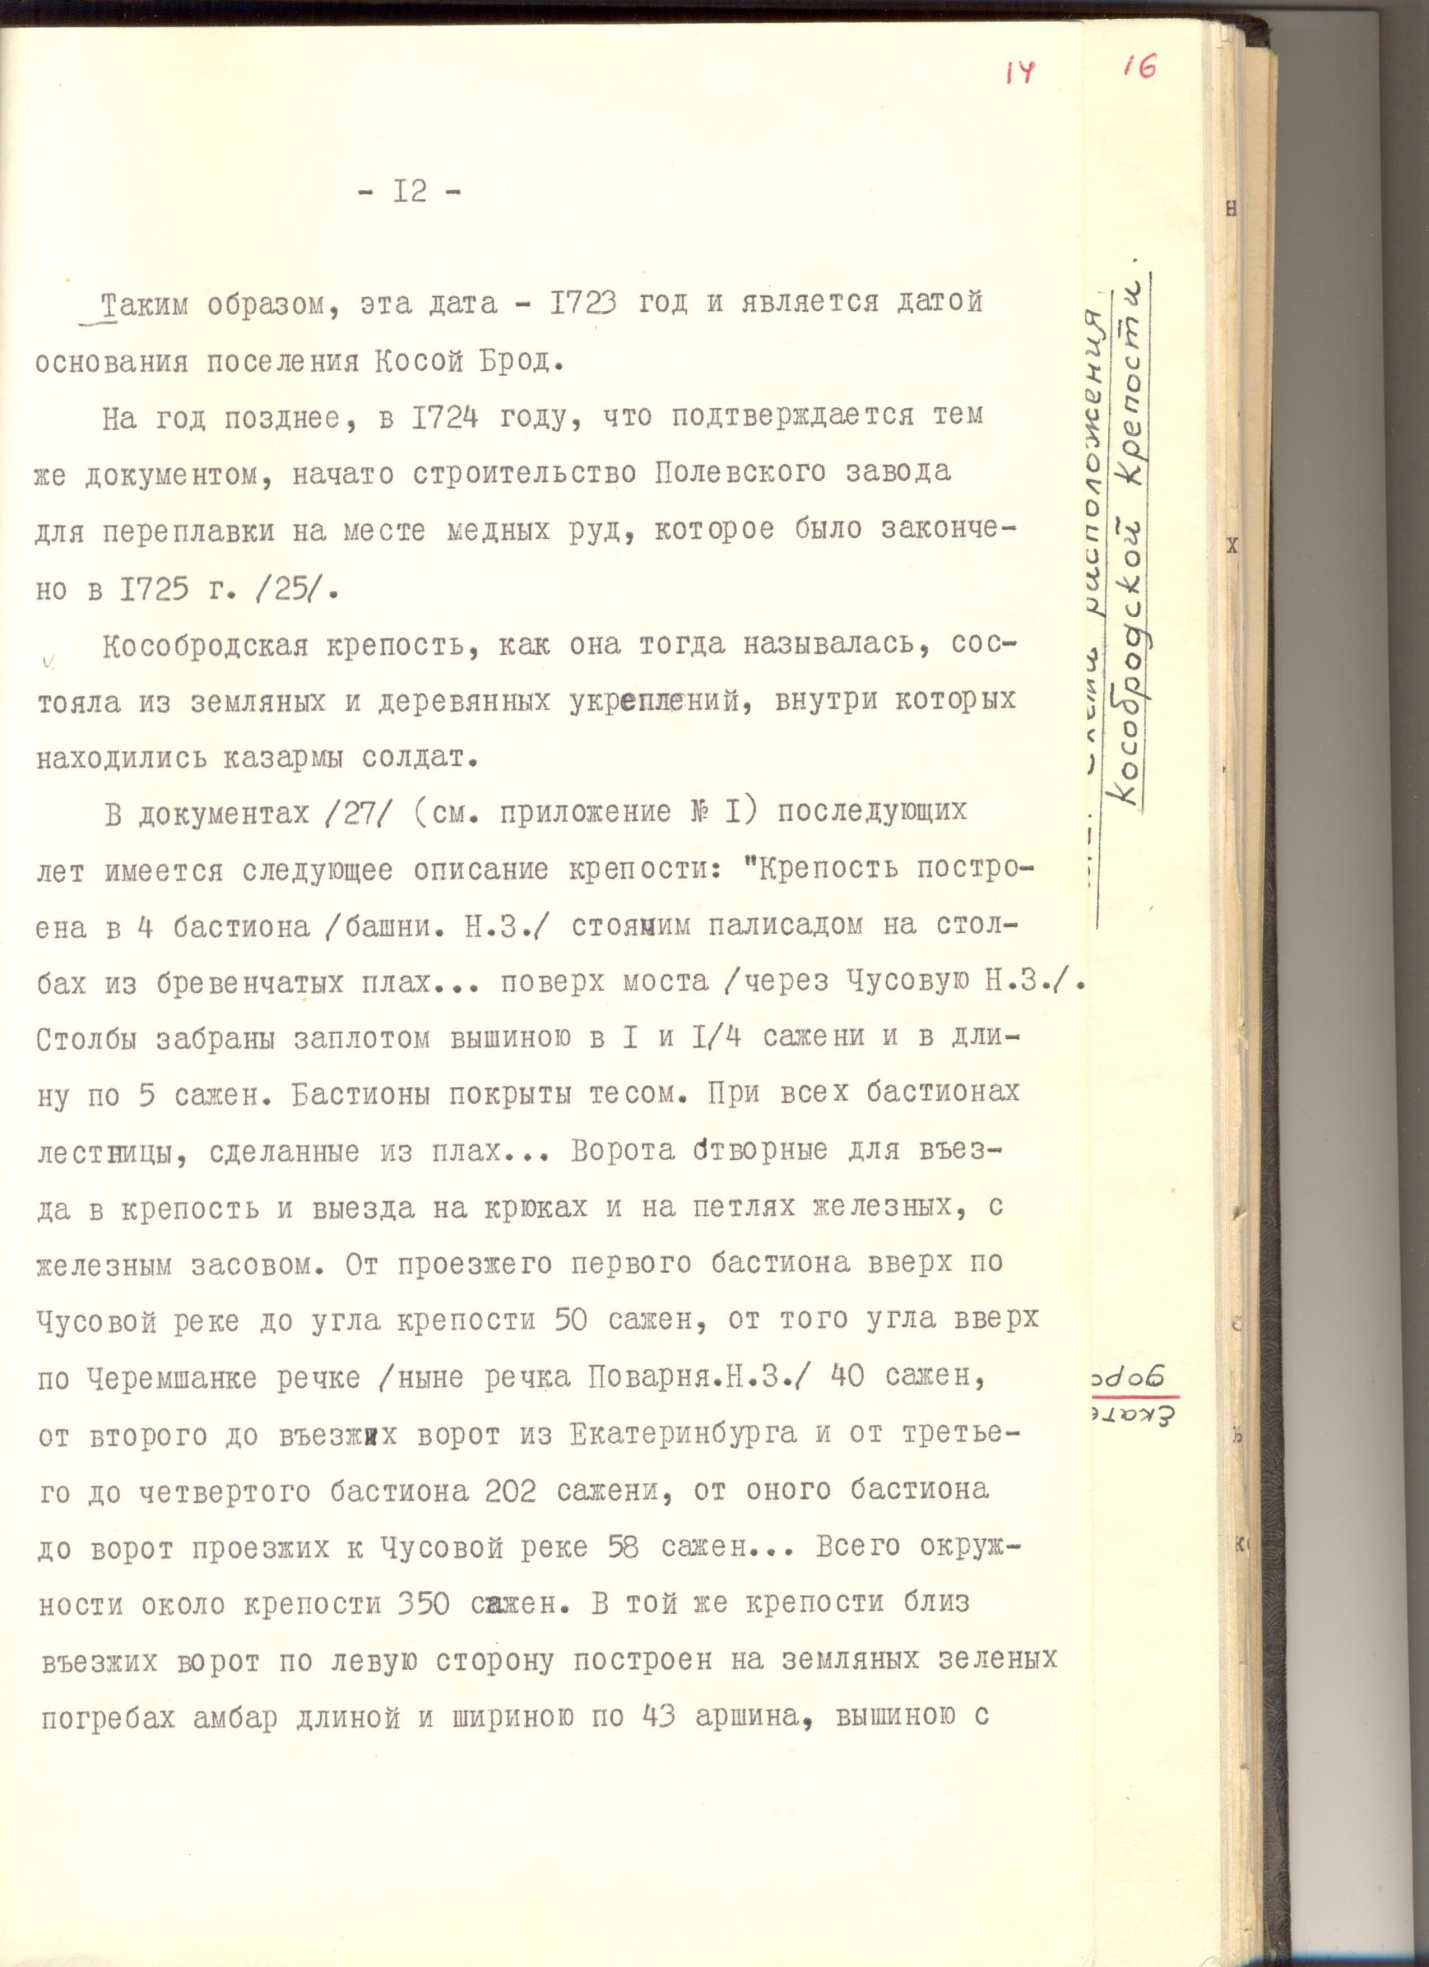 14
16
- I2 -
Таким образом, эта дата - I723 год и является датой
основания поселения Косой Брод.
На год позднее, в I724 году, что подтверждается тем
же документом, начато строительство Полевского завода
для переплавки на месте медных руд, которое было законче-
но в I725 г. /25/.
Кособродская крепость, как она тогда называлась, сос-
тояла из земляных и деревянных укреплений, внутри которых
находились казармы солдат.
В документах /27/ (см. приложение № I) последующих
лет имеется следующее описание крепости: "Крепость постро-
ена в 4 бастиона /башни. Н.З./ стоячим палисадом на стол-
бах из бревенчатых плах... поверх моста /через Чусовую Н.З./.
Столбы забраны заплотом вышиною в I и I/4 сажени и в дли-
ну по 5 сажен. Бастионы покрыты тесом. При всех бастионах
лестницы, сделанные из плах... Ворота отворные для въез-
да в крепость и выезда на крюках и на петлях железных, с
железным засовом. От проезжего первого бастиона вверх по
Чусовой реке до угла крепости 50 сажен, от того угла вверх
по Черемшанке речке /ныне речка Поварня.Н.З./ 40 сажен,
от второго до въезжих ворот из Екатеринбурга и от третье-
го до четвертого бастиона 202 сажени, от оного бастиона
до ворот проезжих к Чусовой реке 58 сажен... Всего окруж-
ности около крепости 350 сажен. В той же крепости близ
въезжих ворот по левую сторону построен на земляных зеленых
погребах амбар длиной и шириною по 43 аршина, вышиною с
расположения
Кособродской Крепости.
Екате
доро
н
х